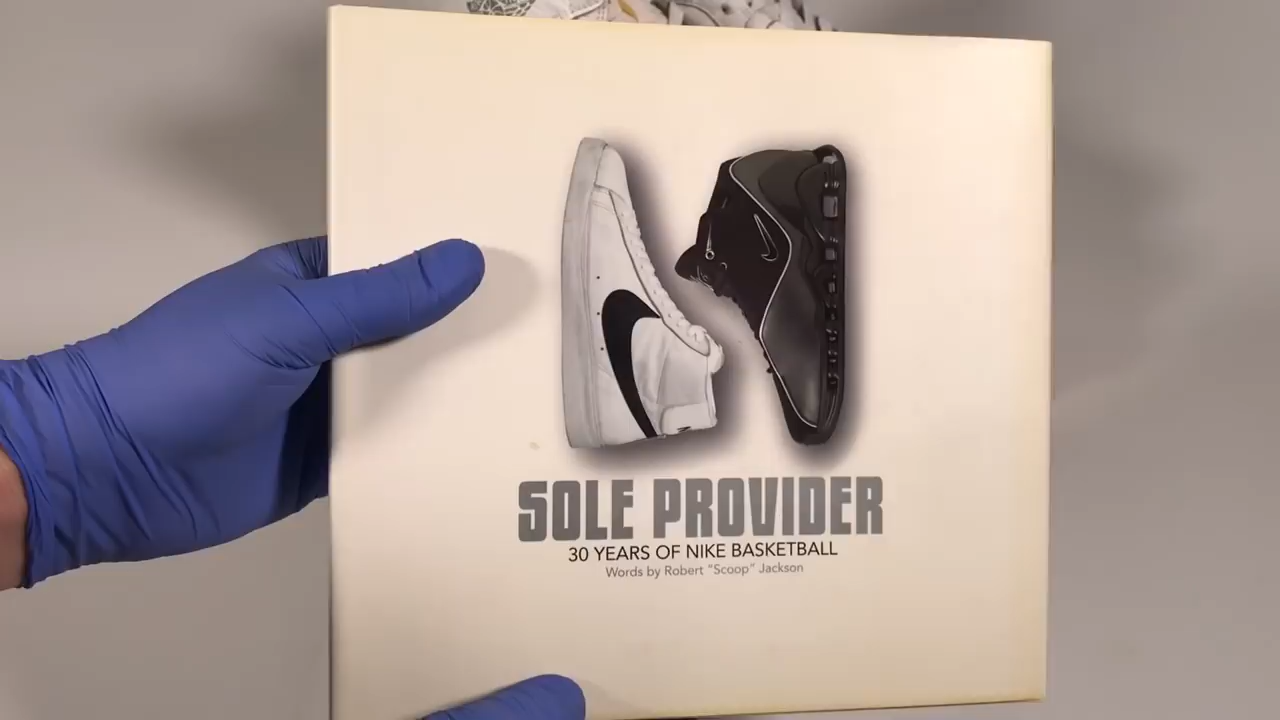 SOLE PROVIDER
30 YEARS OF NIKE BASKETBALL
Words by Robert "Scoop" Jackson